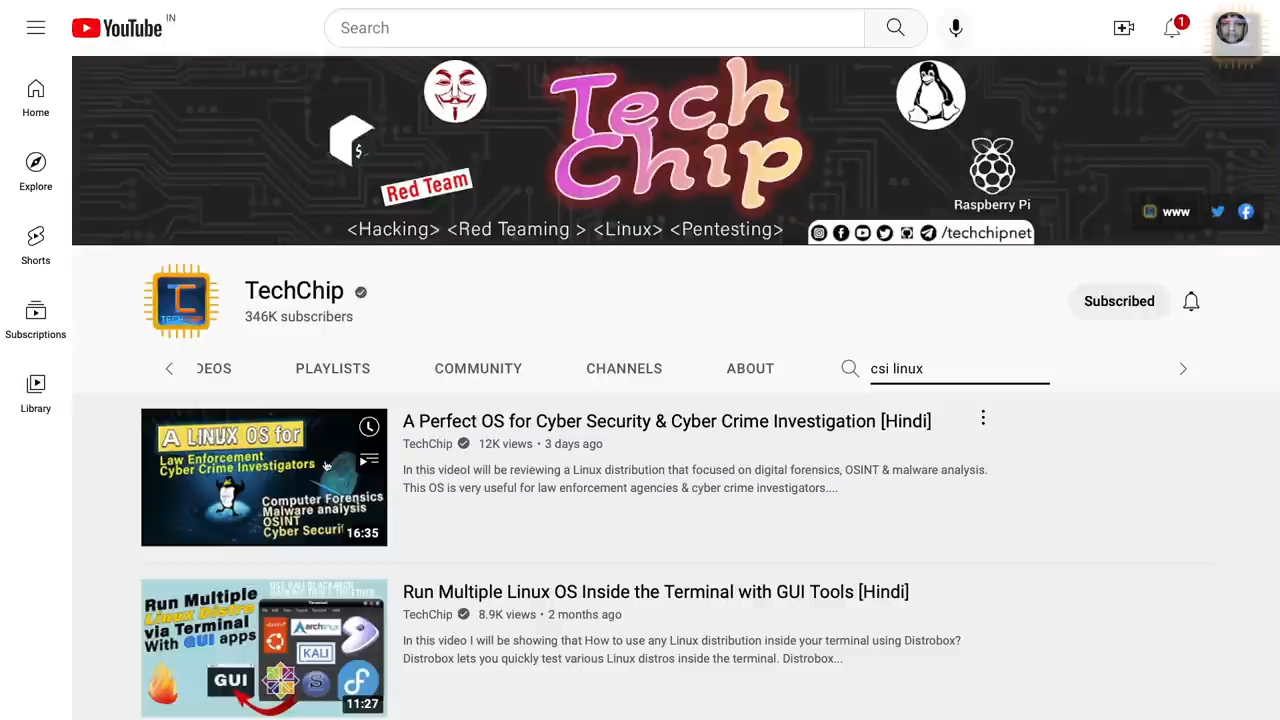 YouTube IN
Search
1
Home
Explore
Shorts
Subscriptions
Library
Tech
Chip
$_
Red Team
Raspberry Pi
<Hacking> <Red Teaming > <Linux> <Pentesting>
/techchipnet
www
TECHCHIP
TechChip
346K subscribers
Subscribed
DEOS
PLAYLISTS
COMMUNITY
CHANNELS
ABOUT
csi linux
A LINUX OS for
Law Enforcement
Cyber Crime Investigators
Computer Forensics
Malware analysis
OSINT
Cyber Securi
16:35
A Perfect OS for Cyber Security & Cyber Crime Investigation [Hindi]
TechChip 12K views • 3 days ago
In this videoI will be reviewing a Linux distribution that focused on digital forensics, OSINT & malware analysis.
This OS is very useful for law enforcement agencies & cyber crime investigators....
Run Multiple
Linux Distro
via Terminal
With GUI apps
archlinux
KALI
GUI
11:27
Run Multiple Linux OS Inside the Terminal with GUI Tools [Hindi]
TechChip 8.9K views • 2 months ago
In this video I will be showing that How to use any Linux distribution inside your terminal using Distrobox?
Distrobox lets you quickly test various Linux distros inside the terminal. Distrobox...